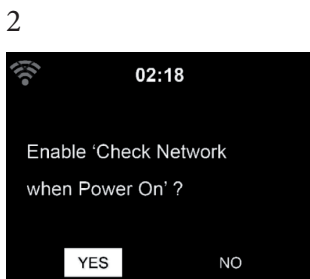 2
02:18
Enable ‘Check Network
when Power On’ ?
YES NO